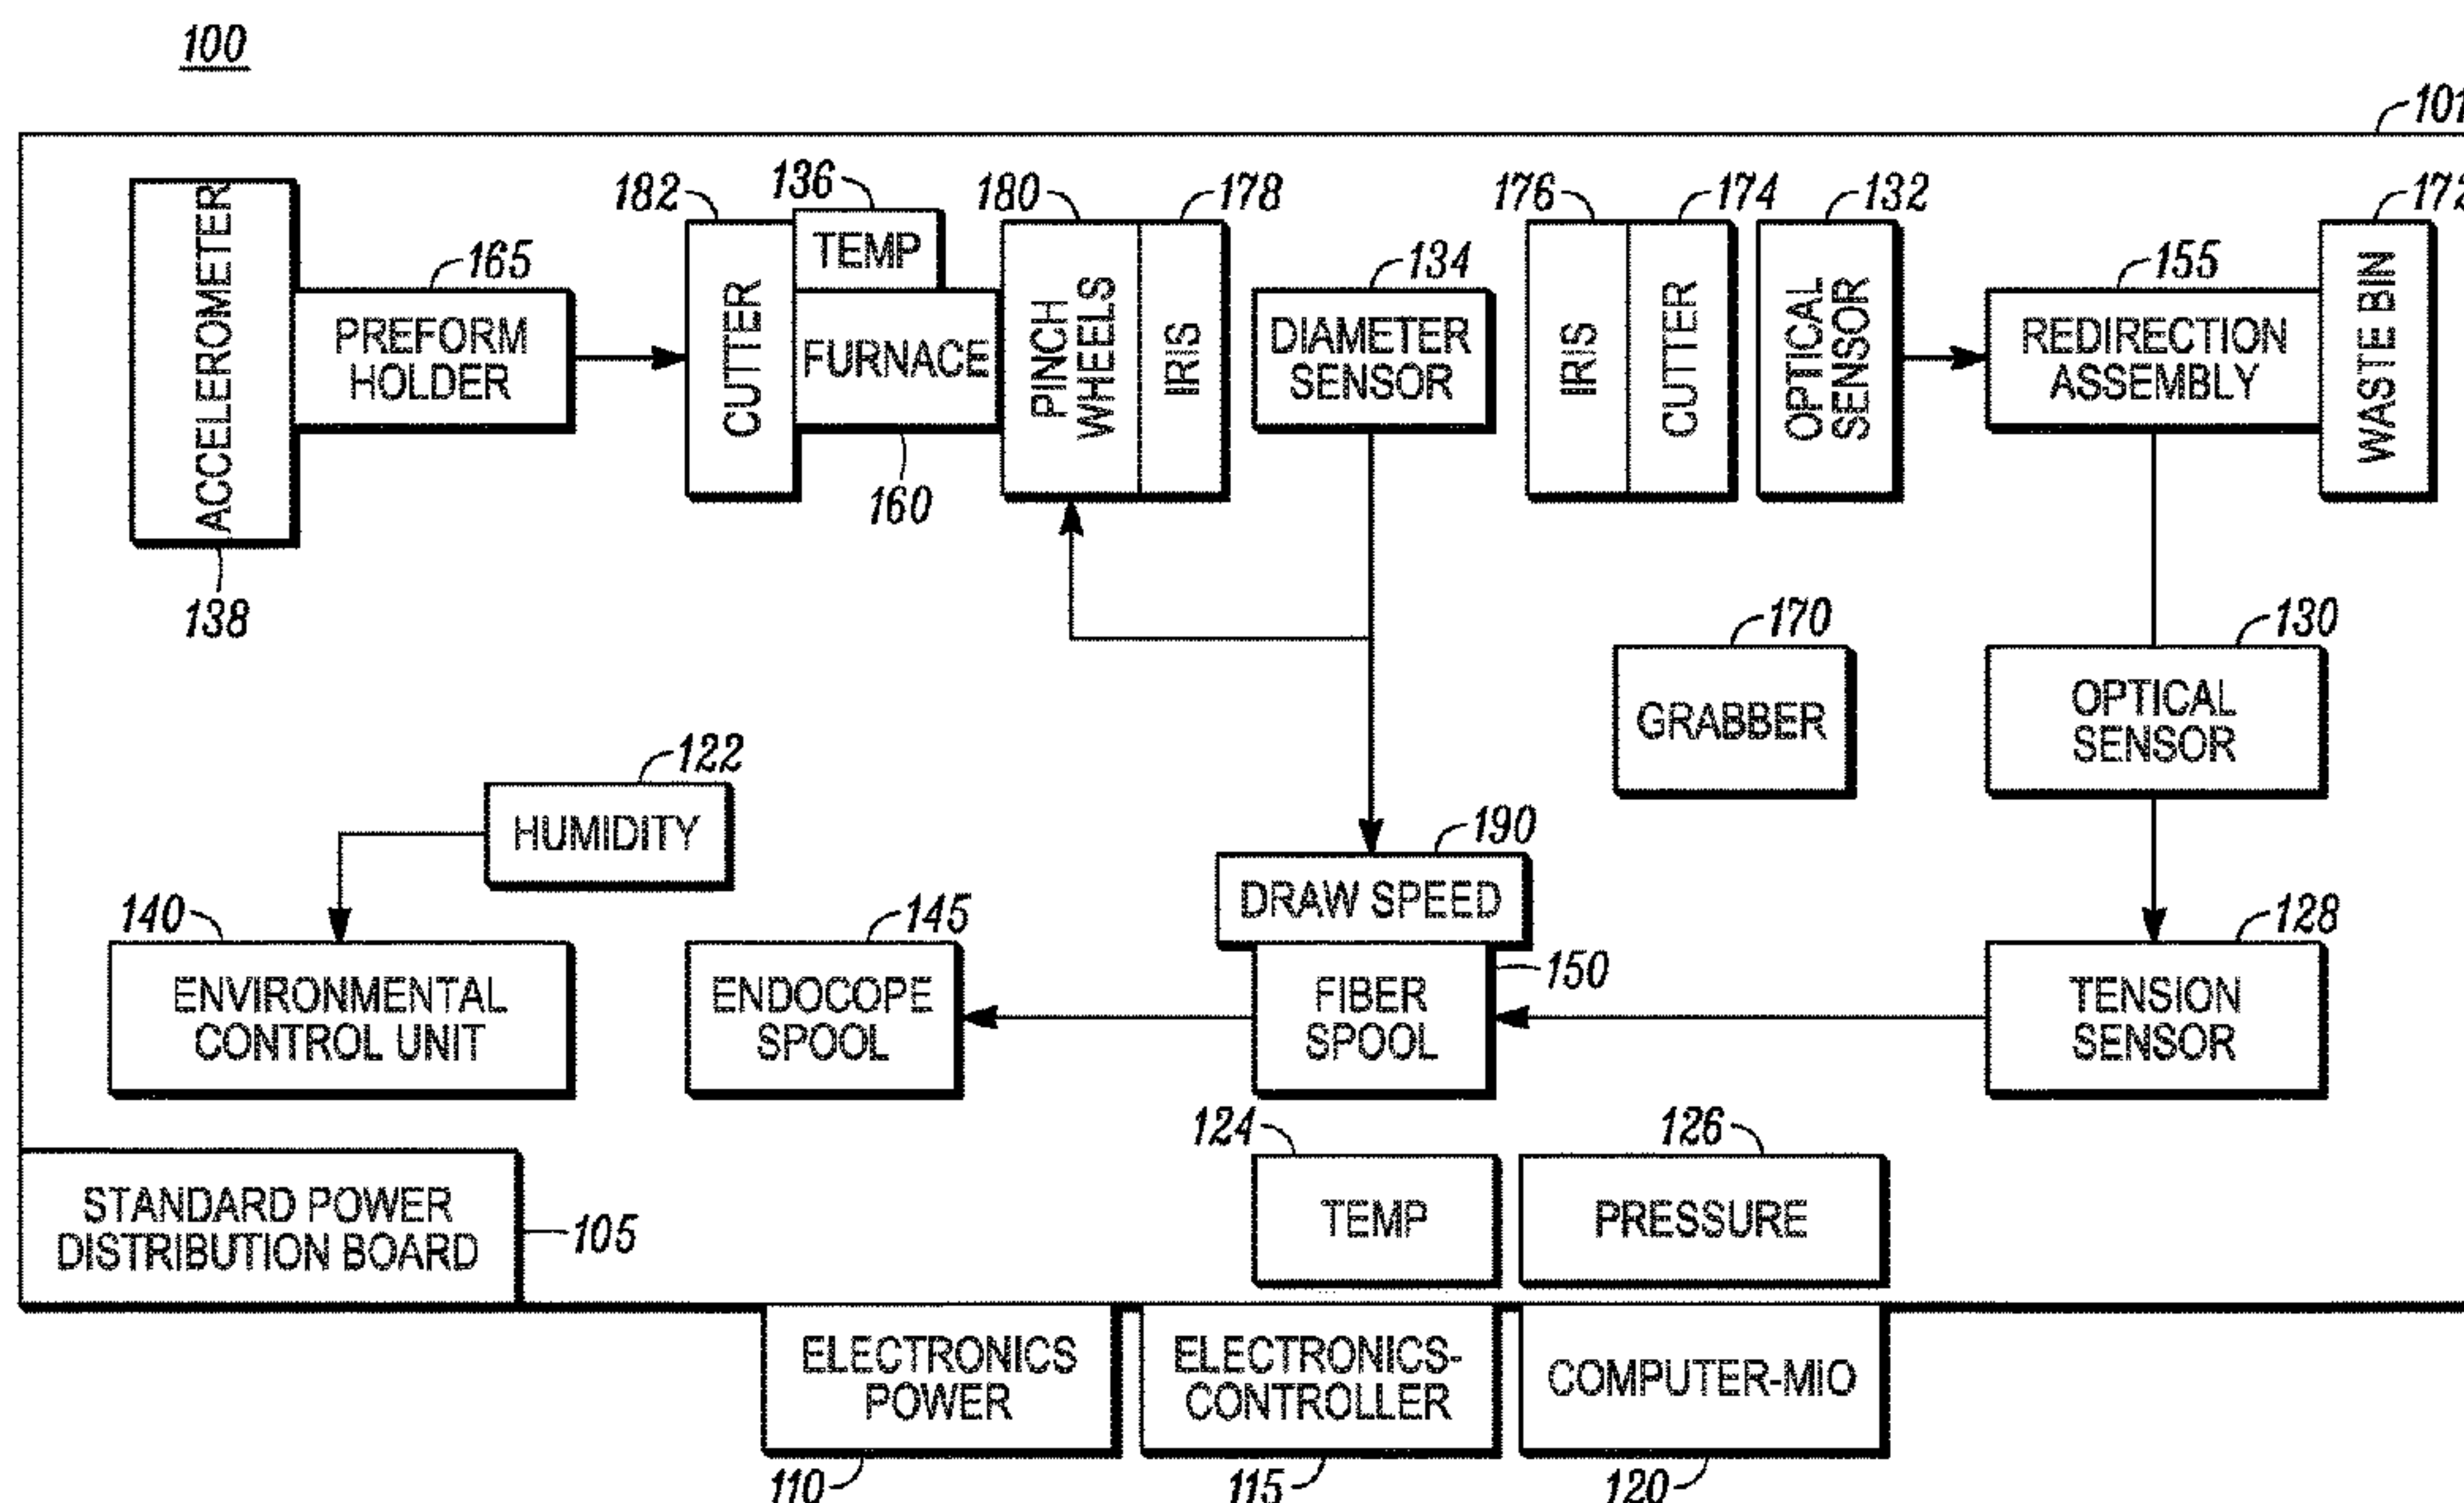 100
101
182
136
180
178
176
174
132
172
165
134
155
ACCELEROMETER
PREFORM
HOLDER
CUTTER
TEMP
FURNACE
PINCH
WHEELS
IRIS
DIAMETER
SENSOR
IRIS
CUTTER
OPTICAL
SENSOR
REDIRECTION
ASSEMBLY
WASTE BIN
160
138
170
130
GRABBER
OPTICAL
SENSOR
122
HUMIDITY
190
DRAW SPEED
140
145
128
150
ENVIRONMENTAL
CONTROL UNIT
ENDOCOPE
SPOOL
FIBER
SPOOL
TENSION
SENSOR
124
126
STANDARD POWER
DISTRIBUTION BOARD
105
TEMP
PRESSURE
ELECTRONICS
POWER
ELECTRONICS-
CONTROLLER
COMPUTER-MIO
110
115
120